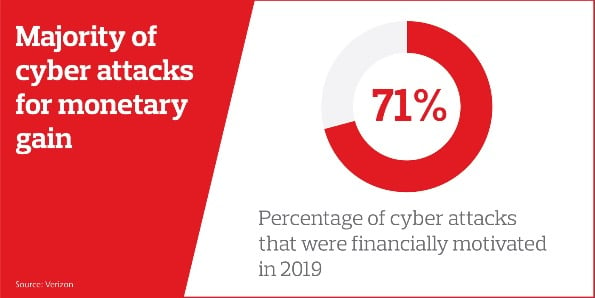 Majority of
cyber attacks
for monetary
gain
71%
Percentage of cyber attacks
that were financially motivated
in 2019
Source: Verizon